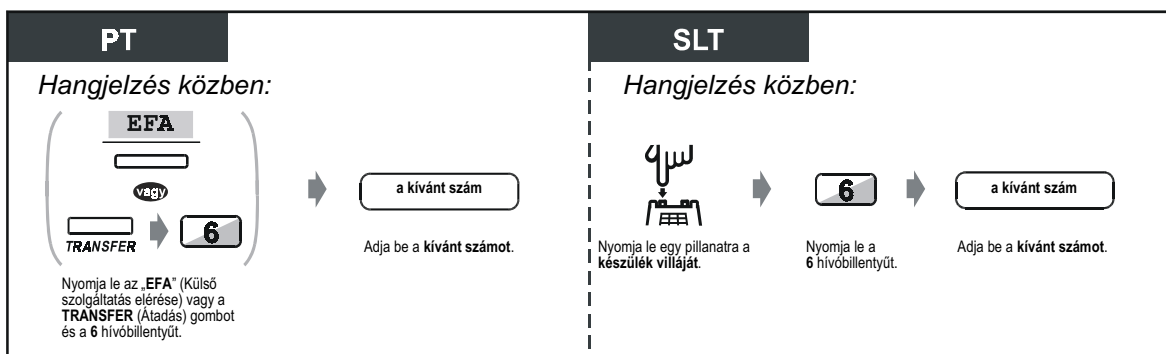 PT
Hangjelzés közben:
EFA
vagy
TRANSFER
6
Nyomja le az „EFA” (Külső
szolgáltatás elérése) vagy a
TRANSFER (Átadás) gombot
és a 6 hívóbillentyűt.
a kívánt szám
Adja be a kívánt számot.
SLT
Hangjelzés közben:
Nyomja le egy pillanatra a
készülék villáját.
6
Nyomja le a
6 hívóbillentyűt.
a kívánt szám
Adja be a kívánt számot.